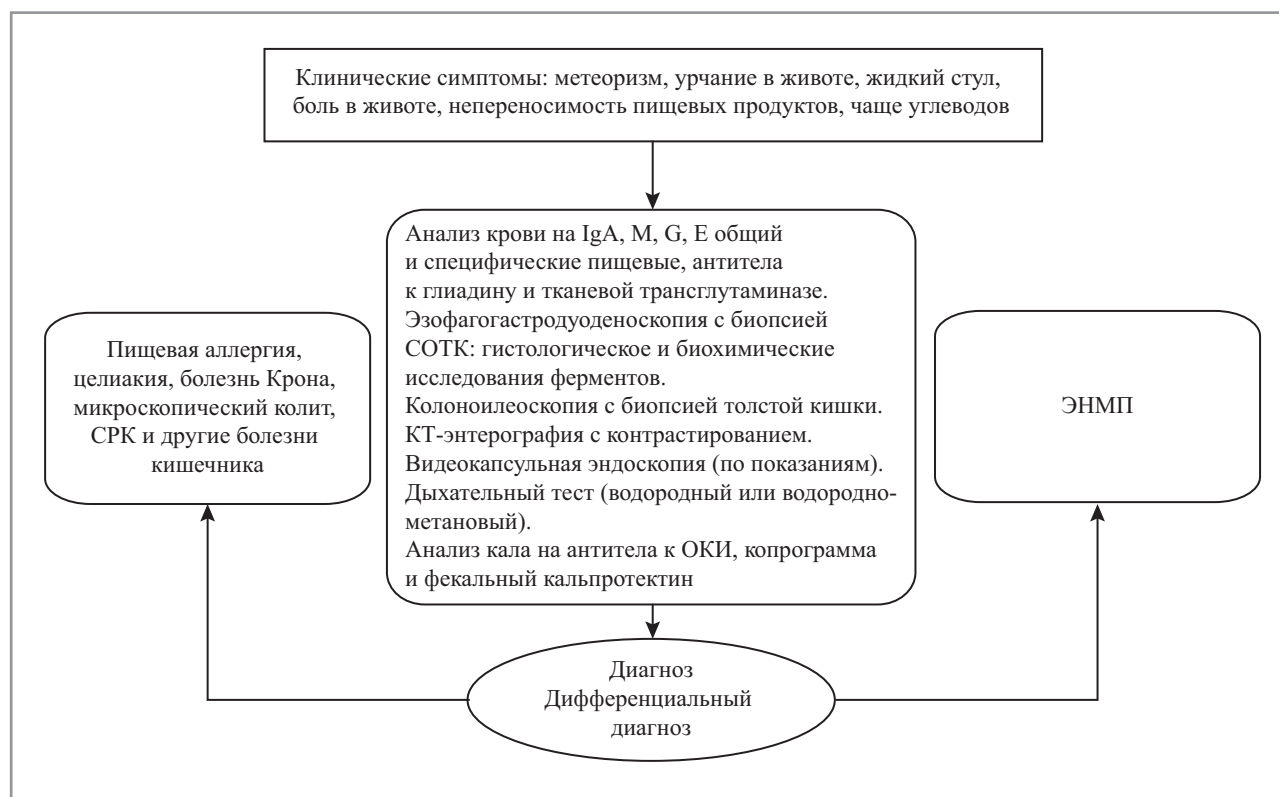 Клинические симптомы: метеоризм, урчание в животе, жидкий стул,
боль в животе, непереносимость пищевых продуктов, чаще углеводов
Анализ крови на IgA, M, G, E общий
и специфические пищевые, антитела
к глиадину и тканевой трансглутаминазе.
Эзофагогастродуоденоскопия с биопсией
СОТК: гистологическое и биохимические
исследования ферментов.
Колоноилеоскопия с биопсией толстой кишки.
КТ-энтерография с контрастированием.
Видеокапсульная эндоскопия (по показаниям).
Дыхательный тест (водородный или водородно-
метановый).
Анализ кала на антитела к ОКИ, копрограмма
и фекальный кальпротектин
Пищевая аллергия,
целиакия, болезнь Крона,
микроскопический колит,
СРК и другие болезни
кишечника
ЭНМП
Диагноз
Дифференциальный
диагноз